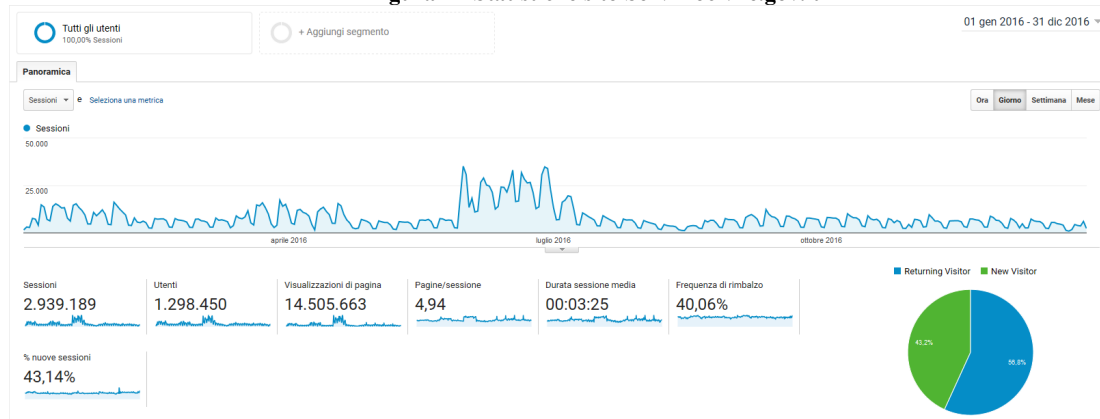 Tutti gli utenti
100,00% Sessioni
+ Aggiungi segmento
01 gen 2016 - 31 dic 2016
Panoramica
Sessioni e Seleziona una metrica
Ora Giorno Settimana Mese
Sessioni
50.000
25.000
aprile 2016 luglio 2016 ottobre 2016
Returning Visitor New Visitor
Sessioni Utenti Visualizzazioni di pagina Pagine/sessione Durata sessione media Frequenza di rimbalzo
2.939.189 1.298.450 14.505.663 4,94 00:03:25 40,06%
43,2%
56,8%
% nuove sessioni
43,14%